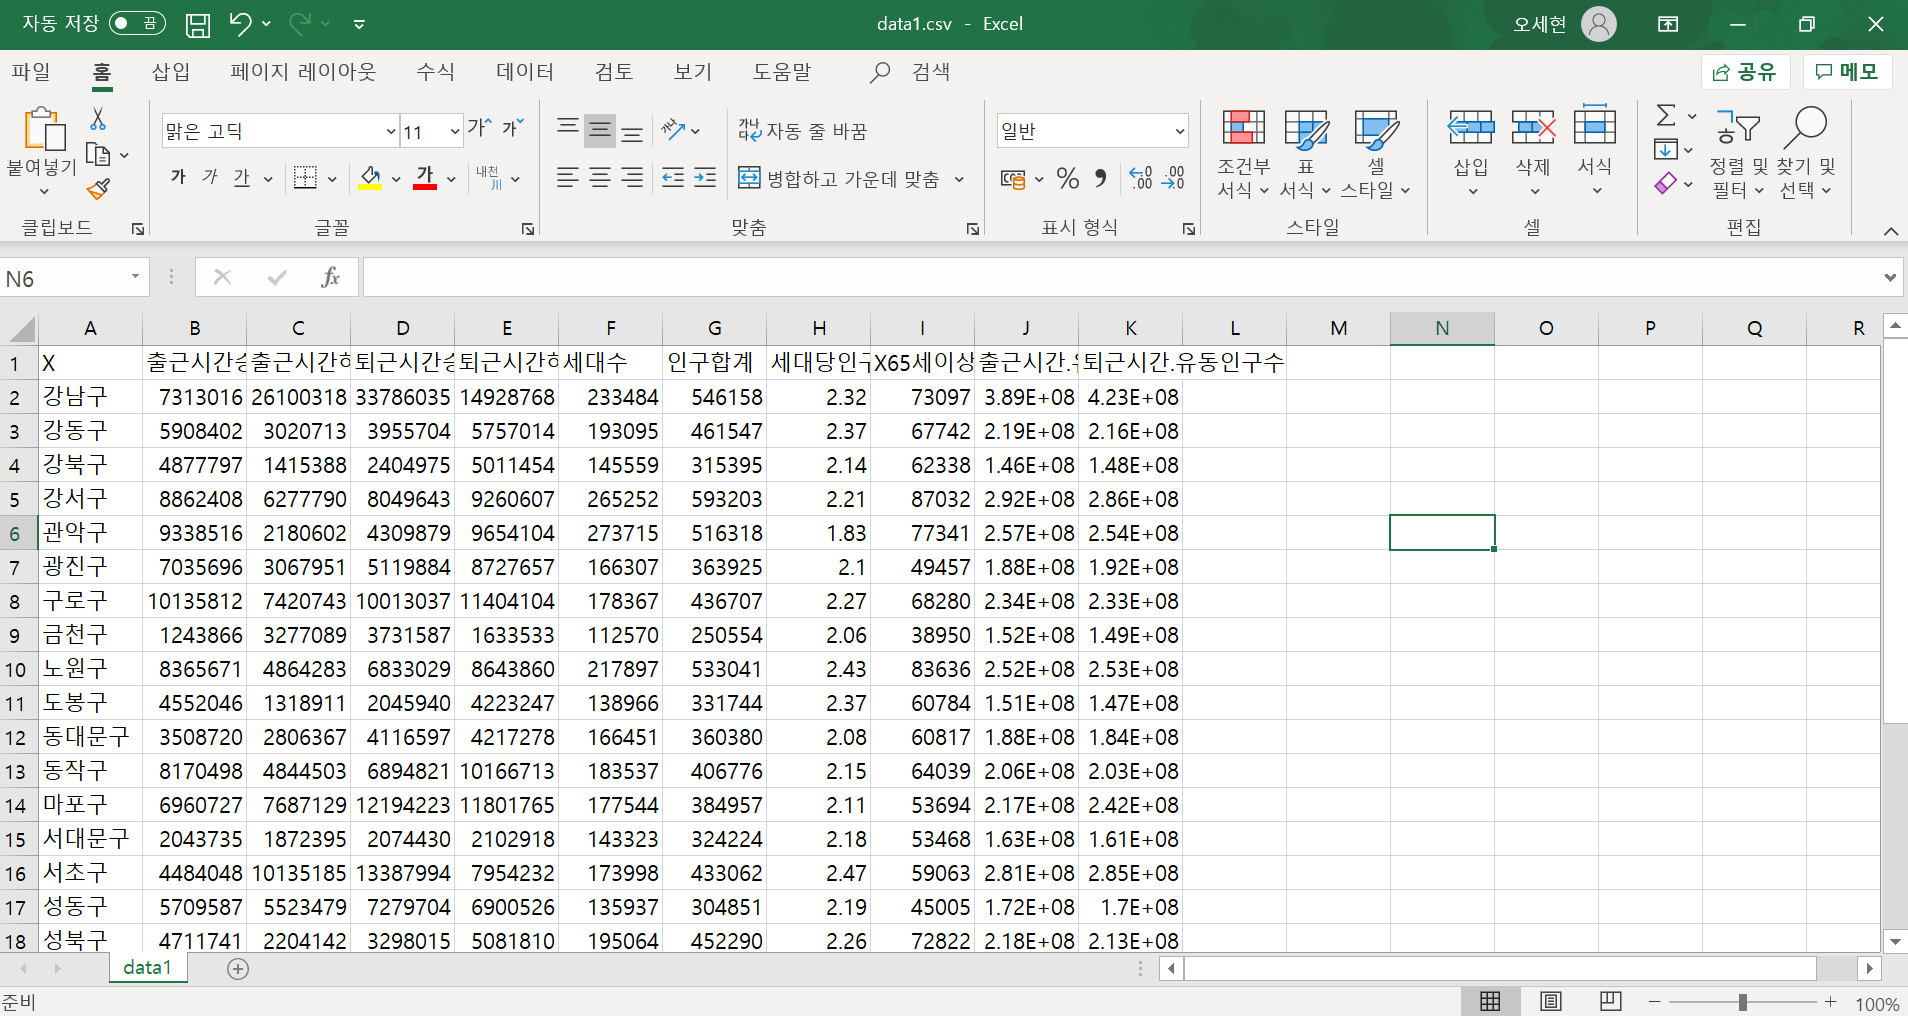 자동 저장 끔 data1.csv - Excel 오세현
파일 홈 삽입 페이지 레이아웃 수식 데이터 검토 보기 도움말 검색 공유 메모
붙여넣기 맑은 고딕 11 가 가 가나다 자동 줄 바꿈 일반 조건부 서식 표 서식 셀 스타일 삽입 삭제 서식 정렬 및 필터 찾기 및 선택
가 가 가 가 내천 川 병합하고 가운데 맞춤 % .00 .00
클립보드 글꼴 맞춤 표시 형식 스타일 셀 편집
N6 fx
A B C D E F G H I J K L M N O P Q R
1 X 출근시간승 출근시간하 퇴근시간승 퇴근시간하 세대수 인구합계 세대당인구 X65세이상 출근시간.유 퇴근시간.유동인구수
2 강남구 7313016 26100318 33786035 14928768 233484 546158 2.32 73097 3.89E+08 4.23E+08
3 강동구 5908402 3020713 3955704 5757014 193095 461547 2.37 67742 2.19E+08 2.16E+08
4 강북구 4877797 1415388 2404975 5011454 145559 315395 2.14 62338 1.46E+08 1.48E+08
5 강서구 8862408 6277790 8049643 9260607 265252 593203 2.21 87032 2.92E+08 2.86E+08
6 관악구 9338516 2180602 4309879 9654104 273715 516318 1.83 77341 2.57E+08 2.54E+08
7 광진구 7035696 3067951 5119884 8727657 166307 363925 2.1 49457 1.88E+08 1.92E+08
8 구로구 10135812 7420743 10013037 11404104 178367 436707 2.27 68280 2.34E+08 2.33E+08
9 금천구 1243866 3277089 3731587 1633533 112570 250554 2.06 38950 1.52E+08 1.49E+08
10 노원구 8365671 4864283 6833029 8643860 217897 533041 2.43 83636 2.52E+08 2.53E+08
11 도봉구 4552046 1318911 2045940 4223247 138966 331744 2.37 60784 1.51E+08 1.47E+08
12 동대문구 3508720 2806367 4116597 4217278 166451 360380 2.08 60817 1.88E+08 1.84E+08
13 동작구 8170498 4844503 6894821 10166713 183537 406776 2.15 64039 2.06E+08 2.03E+08
14 마포구 6960727 7687129 12194223 11801765 177544 384957 2.11 53694 2.17E+08 2.42E+08
15 서대문구 2043735 1872395 2074430 2102918 143323 324224 2.18 53468 1.63E+08 1.61E+08
16 서초구 4484048 10135185 13387994 7954232 173998 433062 2.47 59063 2.81E+08 2.85E+08
17 성동구 5709587 5523479 7279704 6900526 135937 304851 2.19 45005 1.72E+08 1.7E+08
18 성북구 4711741 2204142 3298015 5081810 195064 452290 2.26 72822 2.18E+08 2.13E+08
data1
준비 100%